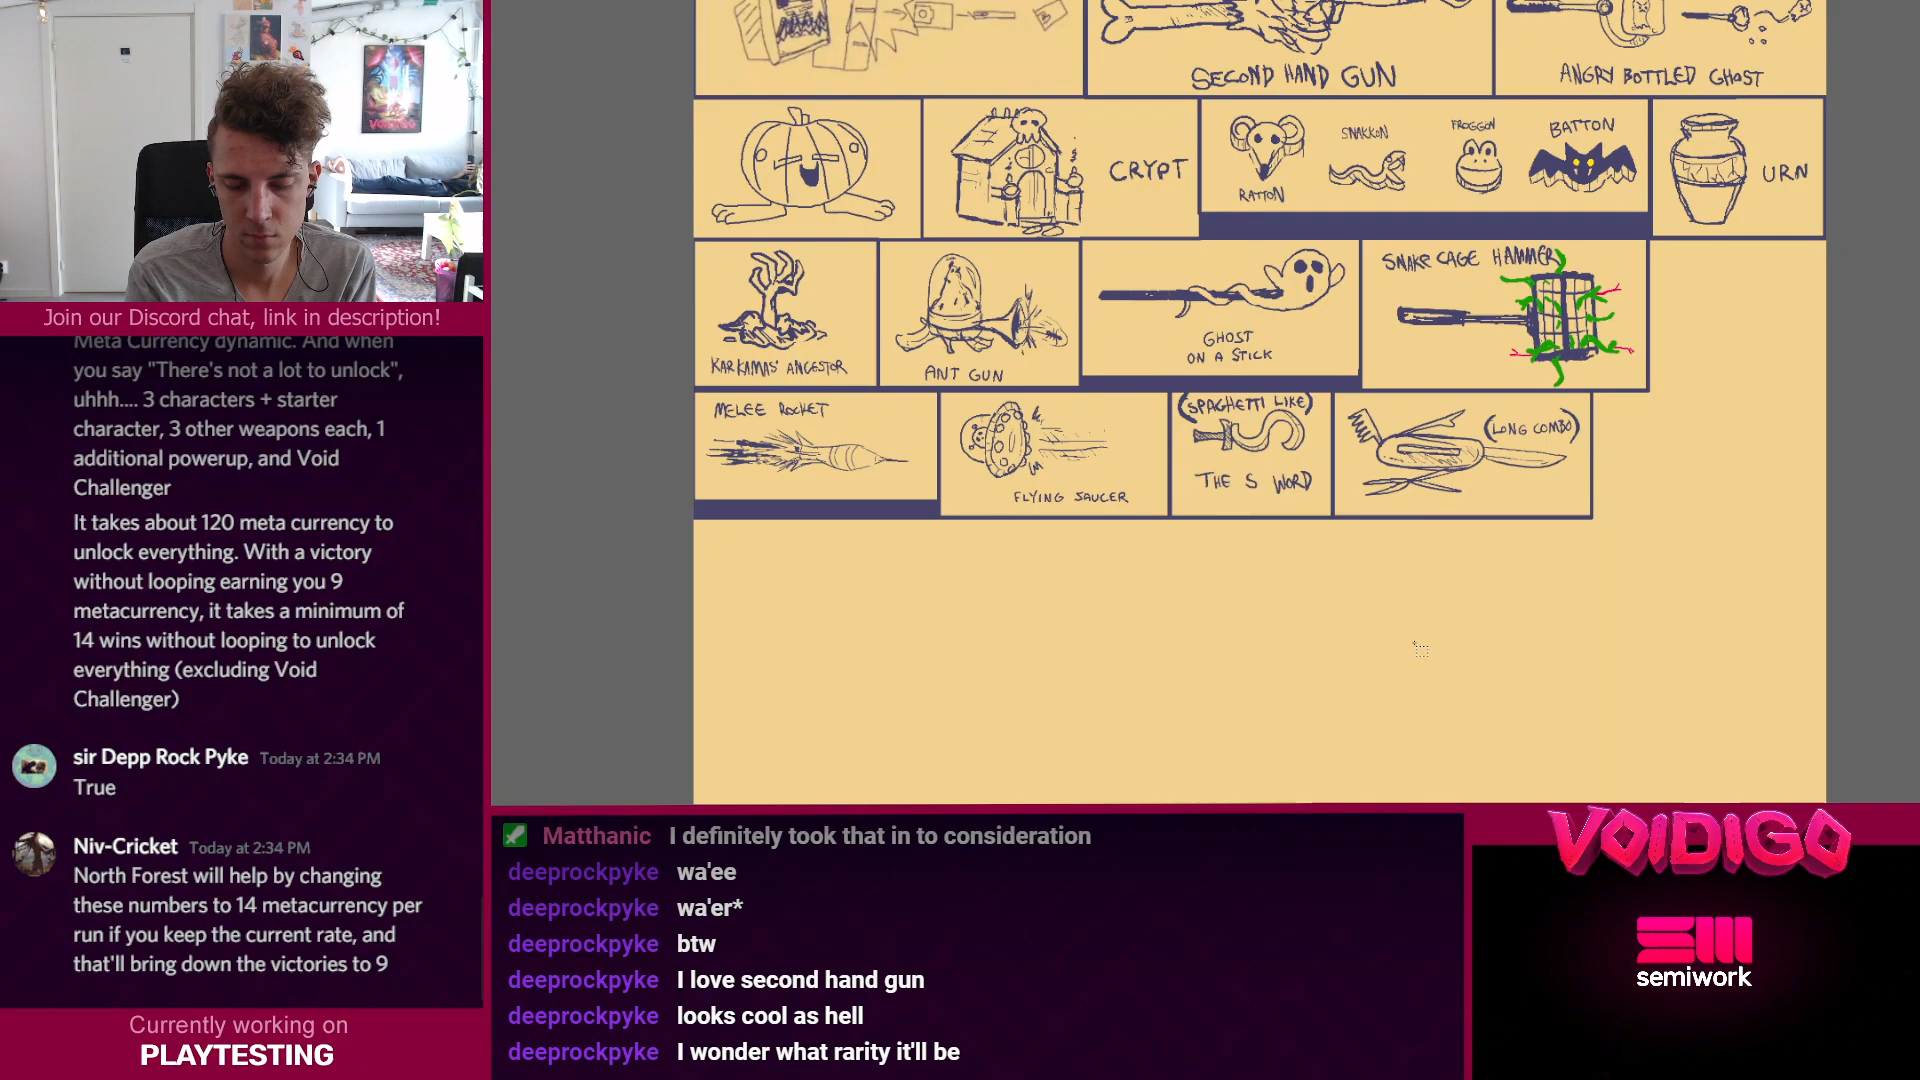 Join our Discord chat, link in description!
Meta Currency dynamic. And when
you say "There's not a lot to unlock",
uhhh.... 3 characters + starter
character, 3 other weapons each, 1
additional powerup, and Void
Challenger
It takes about 120 meta currency to
unlock everything. With a victory
without looping earning you 9
metacurrency, it takes a minimum of
14 wins without looping to unlock
everything (excluding Void
Challenger)
sir Depp Rock Pyke Today at 2:34 PM
True
Niv-Cricket Today at 2:34 PM
North Forest will help by changing
these numbers to 14 metacurrency per
run if you keep the current rate, and
that'll bring down the victories to 9
Currently working on
PLAYTESTING
SECOND HAND GUN
ANGRY BOTTLED GHOST
CRYPT
RATTON
SNAKKON
FROGGON
BATTON
URN
KARKAMAS' ANCESTOR
ANT GUN
GHOST
ON A STICK
SNAKE CAGE HAMMER
MELEE ROCKET
FLYING SAUCER
(SPAGHETTI LIKE)
THE S WORD
(LONG COMBO)
Matthanic I definitely took that in to consideration
deeprockpyke wa'ee
deeprockpyke wa'er*
deeprockpyke btw
deeprockpyke I love second hand gun
deeprockpyke looks cool as hell
deeprockpyke I wonder what rarity it'll be
VOIDIGO
semiwork